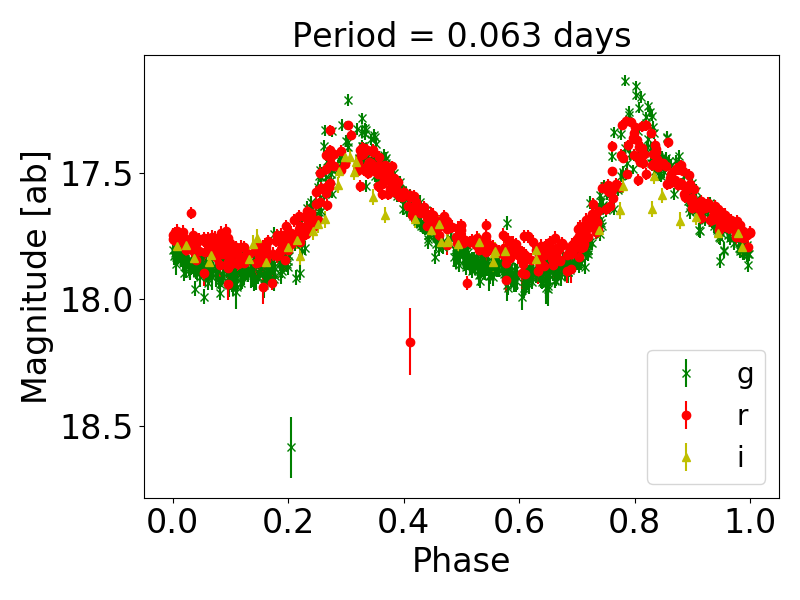 Period = 0.063 days
Magnitude [ab]
17.5
18.0
18.5
0.0 0.2 0.4 0.6 0.8 1.0
Phase
g
r
i